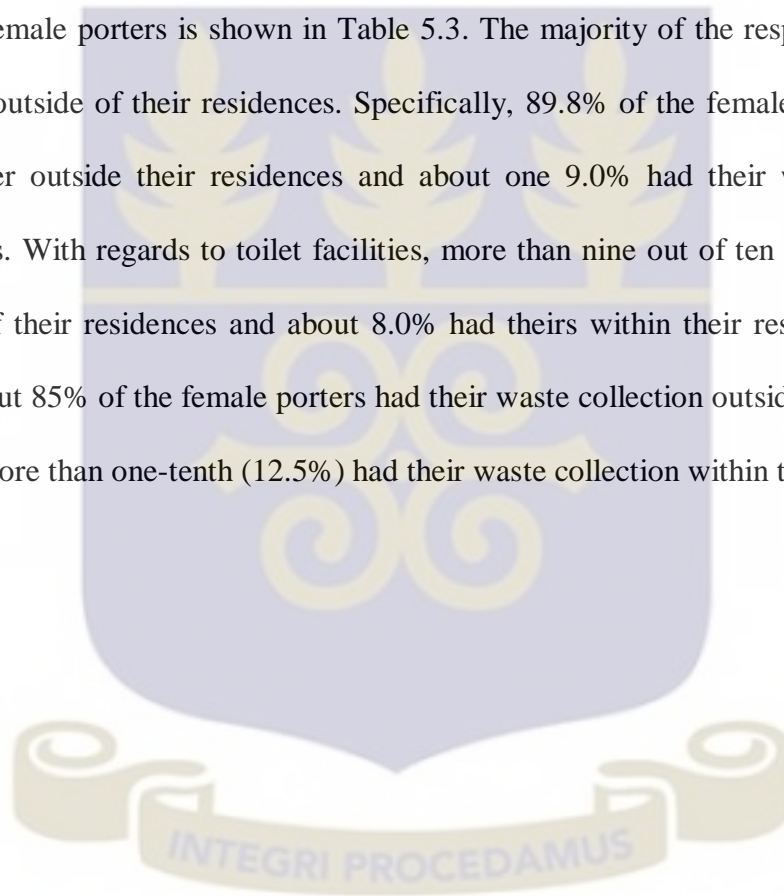 emale porters is shown in Table 5.3. The majority of the resp
outside of their residences. Specifically, 89.8% of the female
er outside their residences and about one 9.0% had their
s. With regards to toilet facilities, more than nine out of ten
f their residences and about 8.0% had theirs within their res
ut 85% of the female porters had their waste collection outsid
ore than one-tenth (12.5%) had their waste collection within t
INTEGRI PROCEDAMUS